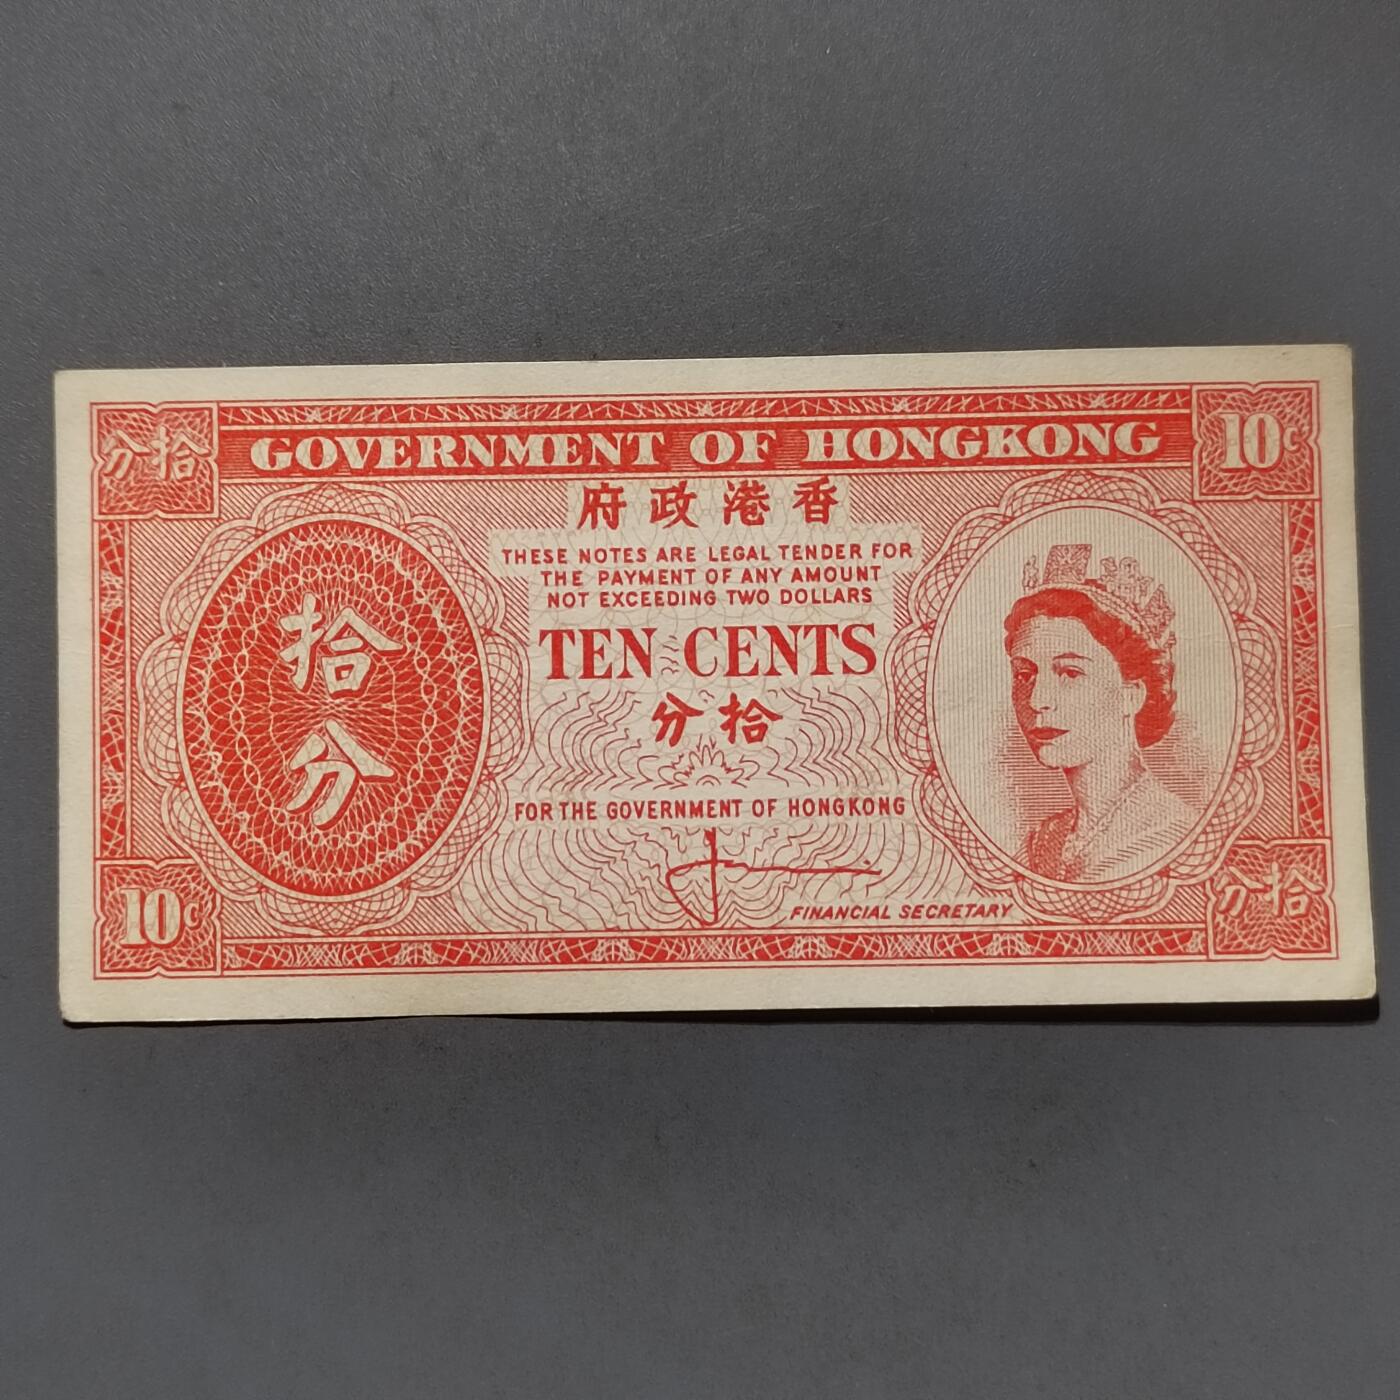 分拾
GOVERNMENT OF HONGKONG
10c
府政港香
THESE NOTES ARE LEGAL TENDER FOR
THE PAYMENT OF ANY AMOUNT
NOT EXCEEDING TWO DOLLARS
拾
分
TEN CENTS
分拾
FOR THE GOVERNMENT OF HONGKONG
10c
FINANCIAL SECRETARY
分拾